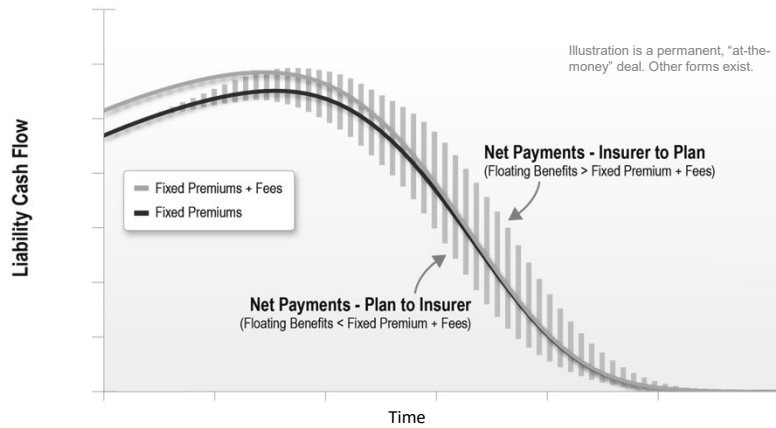 Illustration is a permanent, “at-the-
money” deal. Other forms exist.
Liability Cash Flow
Net Payments - Insurer to Plan
(Floating Benefits > Fixed Premium + Fees)
Fixed Premiums + Fees
Fixed Premiums
Net Payments - Plan to Insurer
(Floating Benefits < Fixed Premium + Fees)
Time